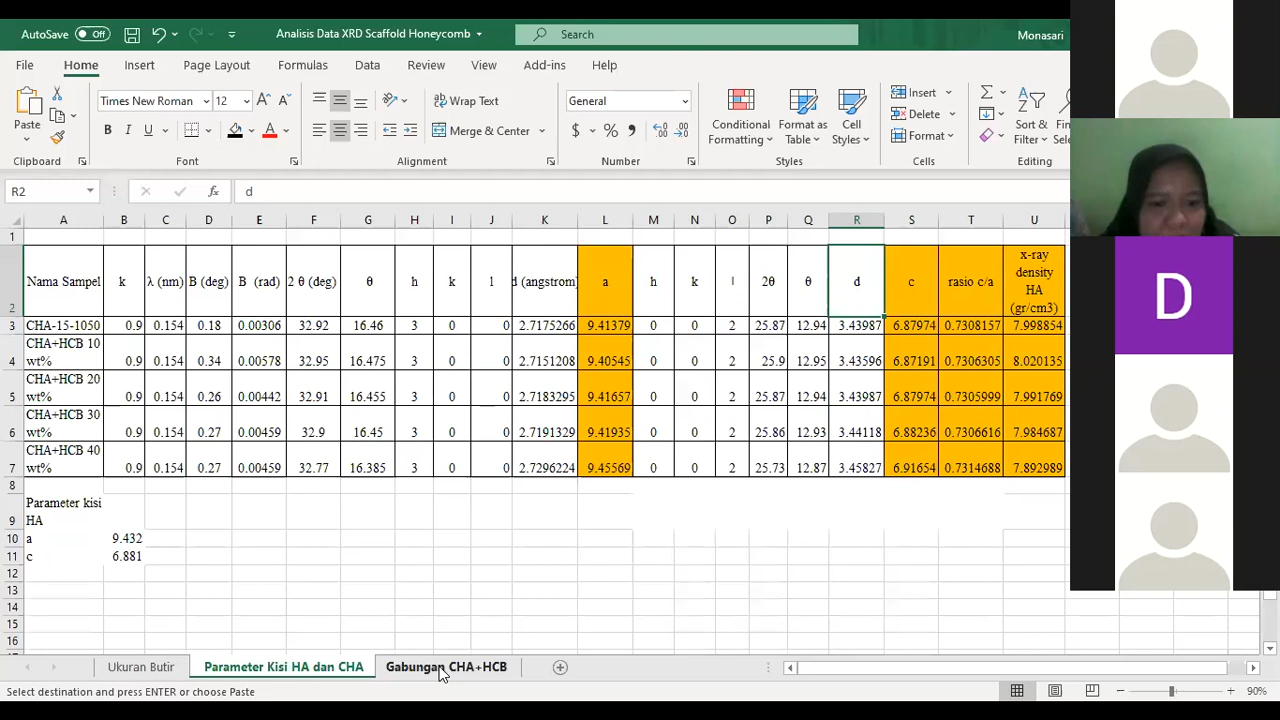 AutoSave Off Analisis Data XRD Scaffold Honeycomb Search Monasari
File Home Insert Page Layout Formulas Data Review View Add-ins Help
Times New Roman 12 Wrap Text General Insert
Paste B I U A Merge & Center $ % Conditional Formatting Format as Table Cell Styles Delete Sort &
Format
Clipboard Font Alignment Number Styles Cells Editing
R2 fx d
A B C D E F G H I J K L M N O P Q R S T U
1
2 Nama Sampel k λ (nm) B (deg) B (rad) 2 θ (deg) θ h k l d (angstrom) a h k l 2θ θ d c rasio c/a x-ray density HA (gr/cm3)
3 CHA-15-1050 0.9 0.154 0.18 0.00306 32.92 16.46 3 0 0 2.7175266 9.41379 0 0 2 25.87 12.94 3.43987 6.87974 0.7308157 7.998854
4 CHA+HCB 10 wt% 0.9 0.154 0.34 0.00578 32.95 16.475 3 0 0 2.7151208 9.40545 0 0 2 25.9 12.95 3.43596 6.87191 0.7306305 8.020135
5 CHA+HCB 20 wt% 0.9 0.154 0.26 0.00442 32.91 16.455 3 0 0 2.7183295 9.41657 0 0 2 25.87 12.94 3.43987 6.87974 0.7305999 7.991769
6 CHA+HCB 30 wt% 0.9 0.154 0.27 0.00459 32.9 16.45 3 0 0 2.7191329 9.41935 0 0 2 25.86 12.93 3.44118 6.88236 0.7306616 7.984687
7 CHA+HCB 40 wt% 0.9 0.154 0.27 0.00459 32.77 16.385 3 0 0 2.7296224 9.45569 0 0 2 25.73 12.87 3.45827 6.91654 0.7314688 7.892989
8
9 Parameter kisi HA
10 a 9.432
11 c 6.881
12
13
14
15
16
D
Ukuran Butir Parameter Kisi HA dan CHA Gabungan CHA+HCB
Select destination and press ENTER or choose Paste 90%